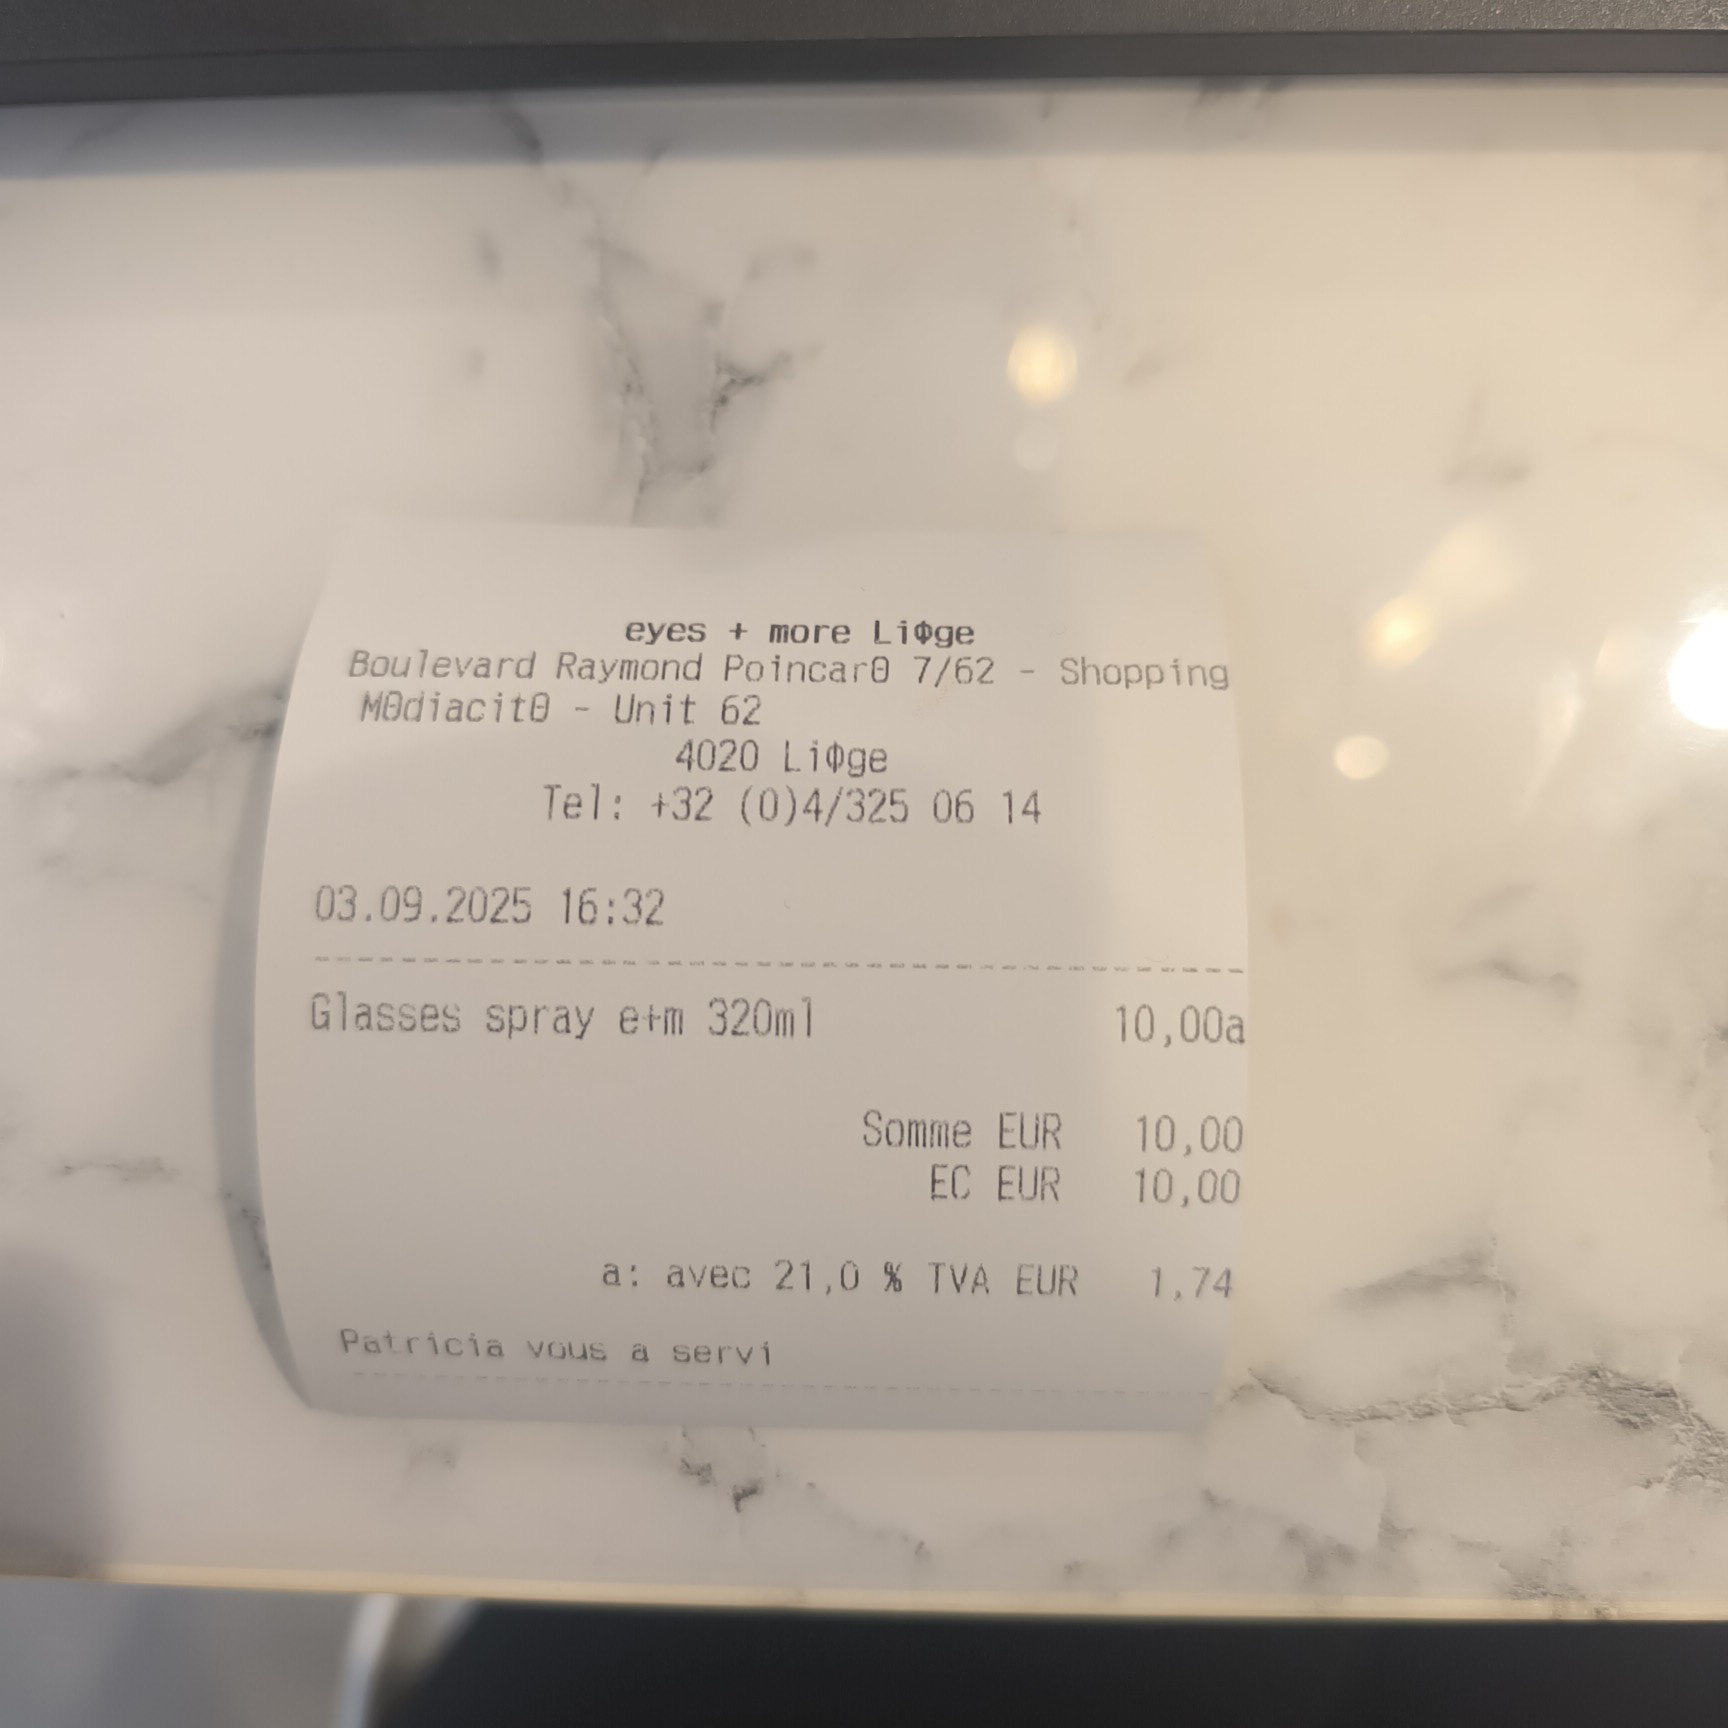 eyes + more LiΦge
Boulevard Raymond PoincarΘ 7/62 - Shopping
MΘdiacitΘ - Unit 62
4020 LiΦge
Tel: +32 (0)4/325 06 14
03.09.2025 16:32
Glasses spray e+m 320ml 10,00a
Somme EUR 10,00
EC EUR 10,00
a: avec 21,0 % TVA EUR 1,74
Patricia vous a servi